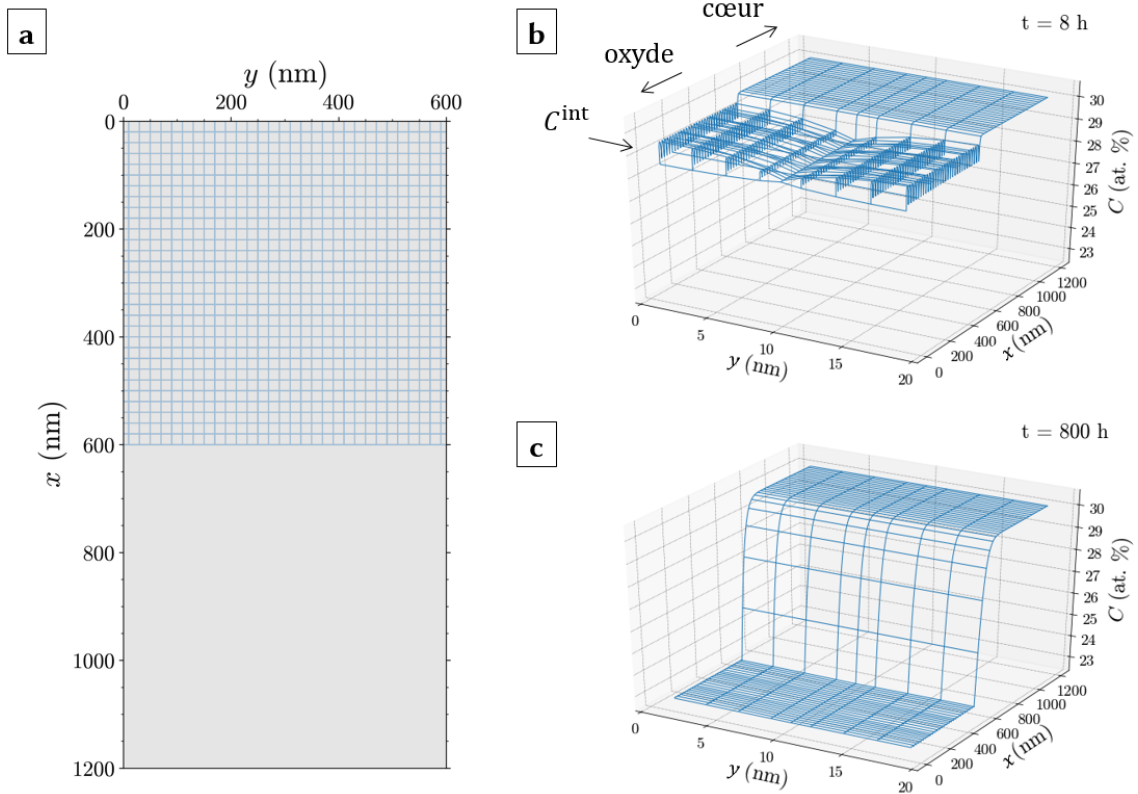 a
y (nm)
0 200 400 600
0
200
400
600
800
1000
1200
x (nm)
b
cœur
oxyde
C^int
t = 8 h
30
29
28
27
26
25
24
23
C (at. %)
0 5 10 15 20
y (nm)
0 200 400 600 800 1000 1200
x (nm)
c
t = 800 h
30
29
28
27
26
25
24
23
C (at. %)
0 5 10 15 20
y (nm)
0 200 400 600 800 1000 1200
x (nm)